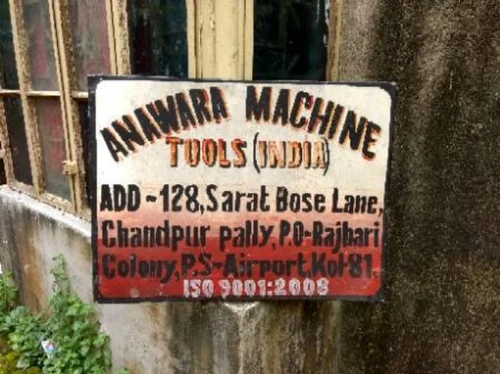 ANAWARA MACHINE
TOOLS (INDIA)
ADD~128, Sarat Bose Lane,
Chandpur pally, P.O-Rajbari
Colony, P.S-Airport, Kol-81.
ISO 9001:2008